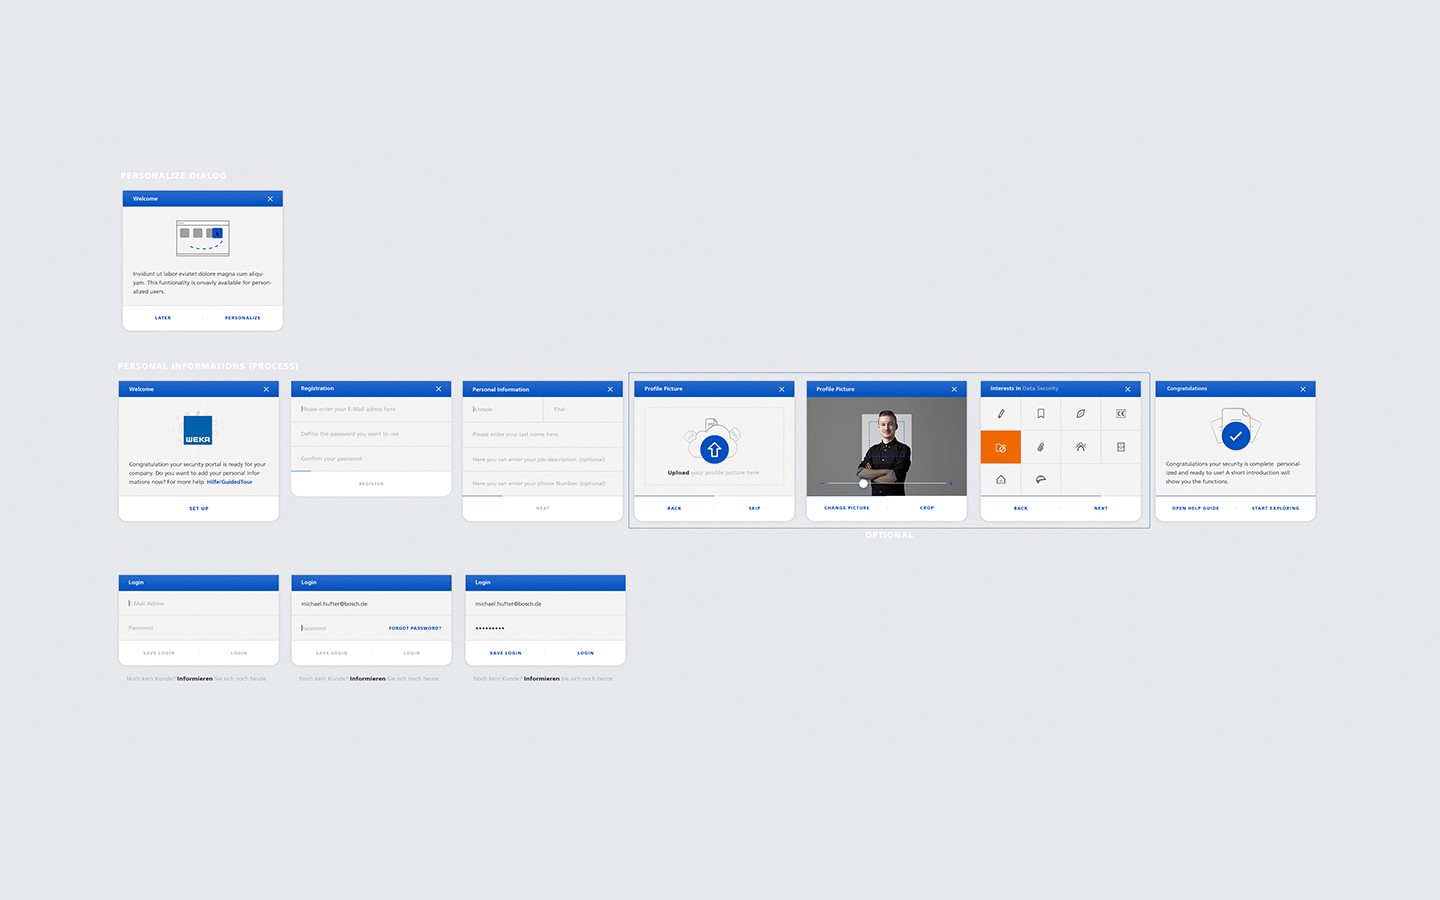 PERSONALIZE DIALOG
Welcome
Invidunt ut labor eviatet dolore magna cum aliqu-
yam. This funtionality is onvavly available for person-
alized users.
LATER
PERSONALIZE
PERSONAL INFORMATIONS (PROCESS)
Welcome
WEKA
Congratulation your security portal is ready for your
company. Do you want to add your personal infor-
mations now? For more help: Hilfe/GuidedTour
SET UP
Registration
Please enter your E-Mail adress here.
Define the password you want to use.
Confirm your password.
REGISTER
Personal Information
Anrede
Titel
Please enter your last name here.
Here you can enter your job description. (optional)
Here you can enter your phone Number. (optional)
NEXT
Profile Picture
Upload your profile picture here
BACK
SKIP
Profile Picture
CHANGE PICTURE
CROP
Interests in Data Security
BACK
NEXT
OPTIONAL
Congratulations
Congratulations your security is complete personal-
ized and ready to use! A short introduction will
show you the functions.
OPEN HELP GUIDE
START EXPLORING
Login
E-Mail Adress
Password
SAVE LOGIN
LOGIN
Noch kein Kunde? Informieren Sie sich noch heute.
Login
michael.hufter@bosch.de
Password
FORGOT PASSWORD?
SAVE LOGIN
LOGIN
Noch kein Kunde? Informieren Sie sich noch heute.
Login
michael.hufter@bosch.de
•••••••••
SAVE LOGIN
LOGIN
Noch kein Kunde? Informieren Sie sich noch heute.